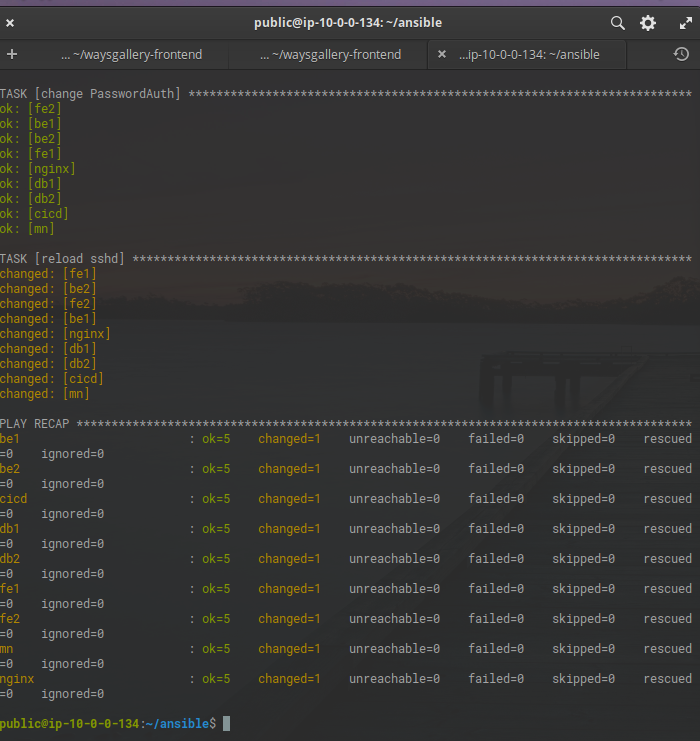 public@ip-10-0-0-134: ~/ansible
... ~/waysgallery-frontend ... ~/waysgallery-frontend ...ip-10-0-0-134: ~/ansible
TASK [change PasswordAuth] ************************************************************************
ok: [fe2]
ok: [be1]
ok: [be2]
ok: [fe1]
ok: [nginx]
ok: [db1]
ok: [db2]
ok: [cicd]
ok: [mn]
TASK [reload sshd] ********************************************************************************
changed: [fe1]
changed: [be2]
changed: [fe2]
changed: [be1]
changed: [nginx]
changed: [db1]
changed: [db2]
changed: [cicd]
changed: [mn]
PLAY RECAP ****************************************************************************************
be1 : ok=5 changed=1 unreachable=0 failed=0 skipped=0 rescued
=0 ignored=0
be2 : ok=5 changed=1 unreachable=0 failed=0 skipped=0 rescued
=0 ignored=0
cicd : ok=5 changed=1 unreachable=0 failed=0 skipped=0 rescued
=0 ignored=0
db1 : ok=5 changed=1 unreachable=0 failed=0 skipped=0 rescued
=0 ignored=0
db2 : ok=5 changed=1 unreachable=0 failed=0 skipped=0 rescued
=0 ignored=0
fe1 : ok=5 changed=1 unreachable=0 failed=0 skipped=0 rescued
=0 ignored=0
fe2 : ok=5 changed=1 unreachable=0 failed=0 skipped=0 rescued
=0 ignored=0
mn : ok=5 changed=1 unreachable=0 failed=0 skipped=0 rescued
=0 ignored=0
nginx : ok=5 changed=1 unreachable=0 failed=0 skipped=0 rescued
=0 ignored=0
public@ip-10-0-0-134:~/ansible$